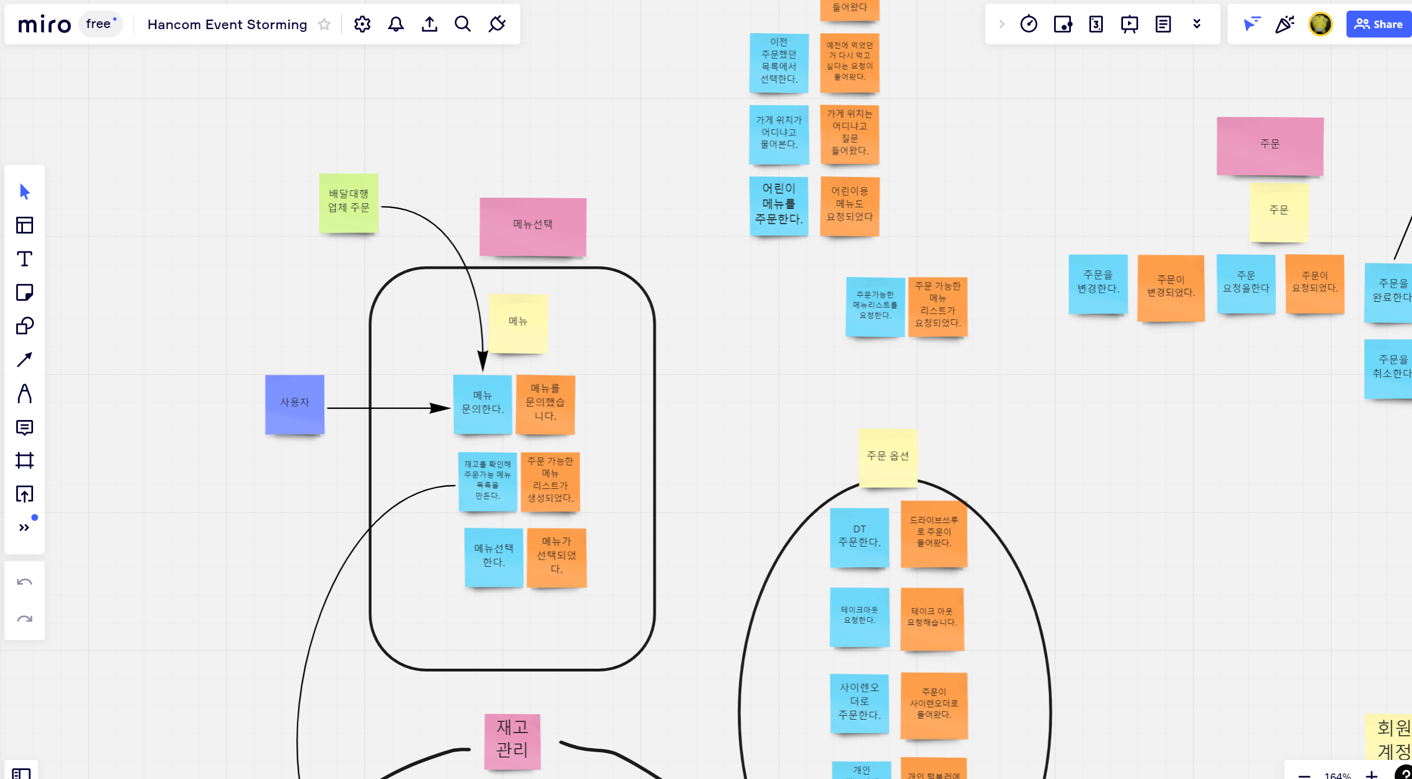 miro
free
Hancom Event Storming
3
Share
들어왔다
이전
주문했던
목록에서
선택한다.
예전에 먹었던
거 다시 먹고
싶다는 요청이
들어왔다.
가게 위치가
어디냐고
물어본다.
가게 위치는
어디냐고
질문
들어왔다.
어린이
메뉴를
주문한다.
어린이용
메뉴도
요청되었다
주문
주문
주문을
변경한다.
주문이
변경되었다.
주문
요청을한다
주문이
요청되었다.
주문을
완료한다
주문을
취소한다
배달대행
업체 주문
메뉴선택
메뉴
사용자
메뉴
문의한다.
메뉴를
문의했습
니다.
재고를 확인해
주문가능 메뉴
목록을
만든다.
주문 가능한
메뉴
리스트가
생성되었다.
메뉴선택
한다.
메뉴가
선택되었
다.
주문가능한
메뉴리스트를
요청한다.
주문 가능한
메뉴
리스트가
요청되었다.
주문 옵션
DT
주문한다.
드라이브쓰루
로 주문이
들어왔다.
테이크아웃
요청한다.
테이크 아웃
요청해습니다.
사이렌오
더로
주문한다.
주문이
사이렌오더로
들어왔다.
개인
개인 텀블러에
재고
관리
회원
계정
164%